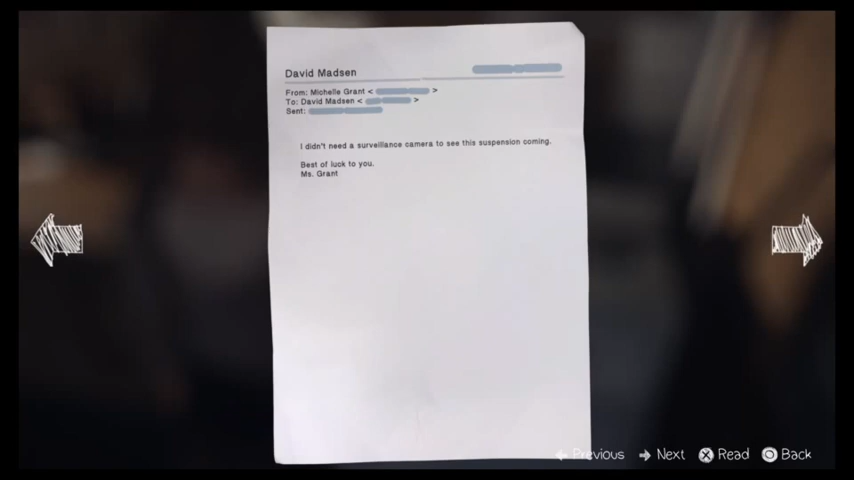 David Madsen
From: Michelle Grant < >
To: David Madsen < >
Sent:
I didn't need a surveillance camera to see this suspension coming.
Best of luck to you.
Ms. Grant
Previous Next Read Back